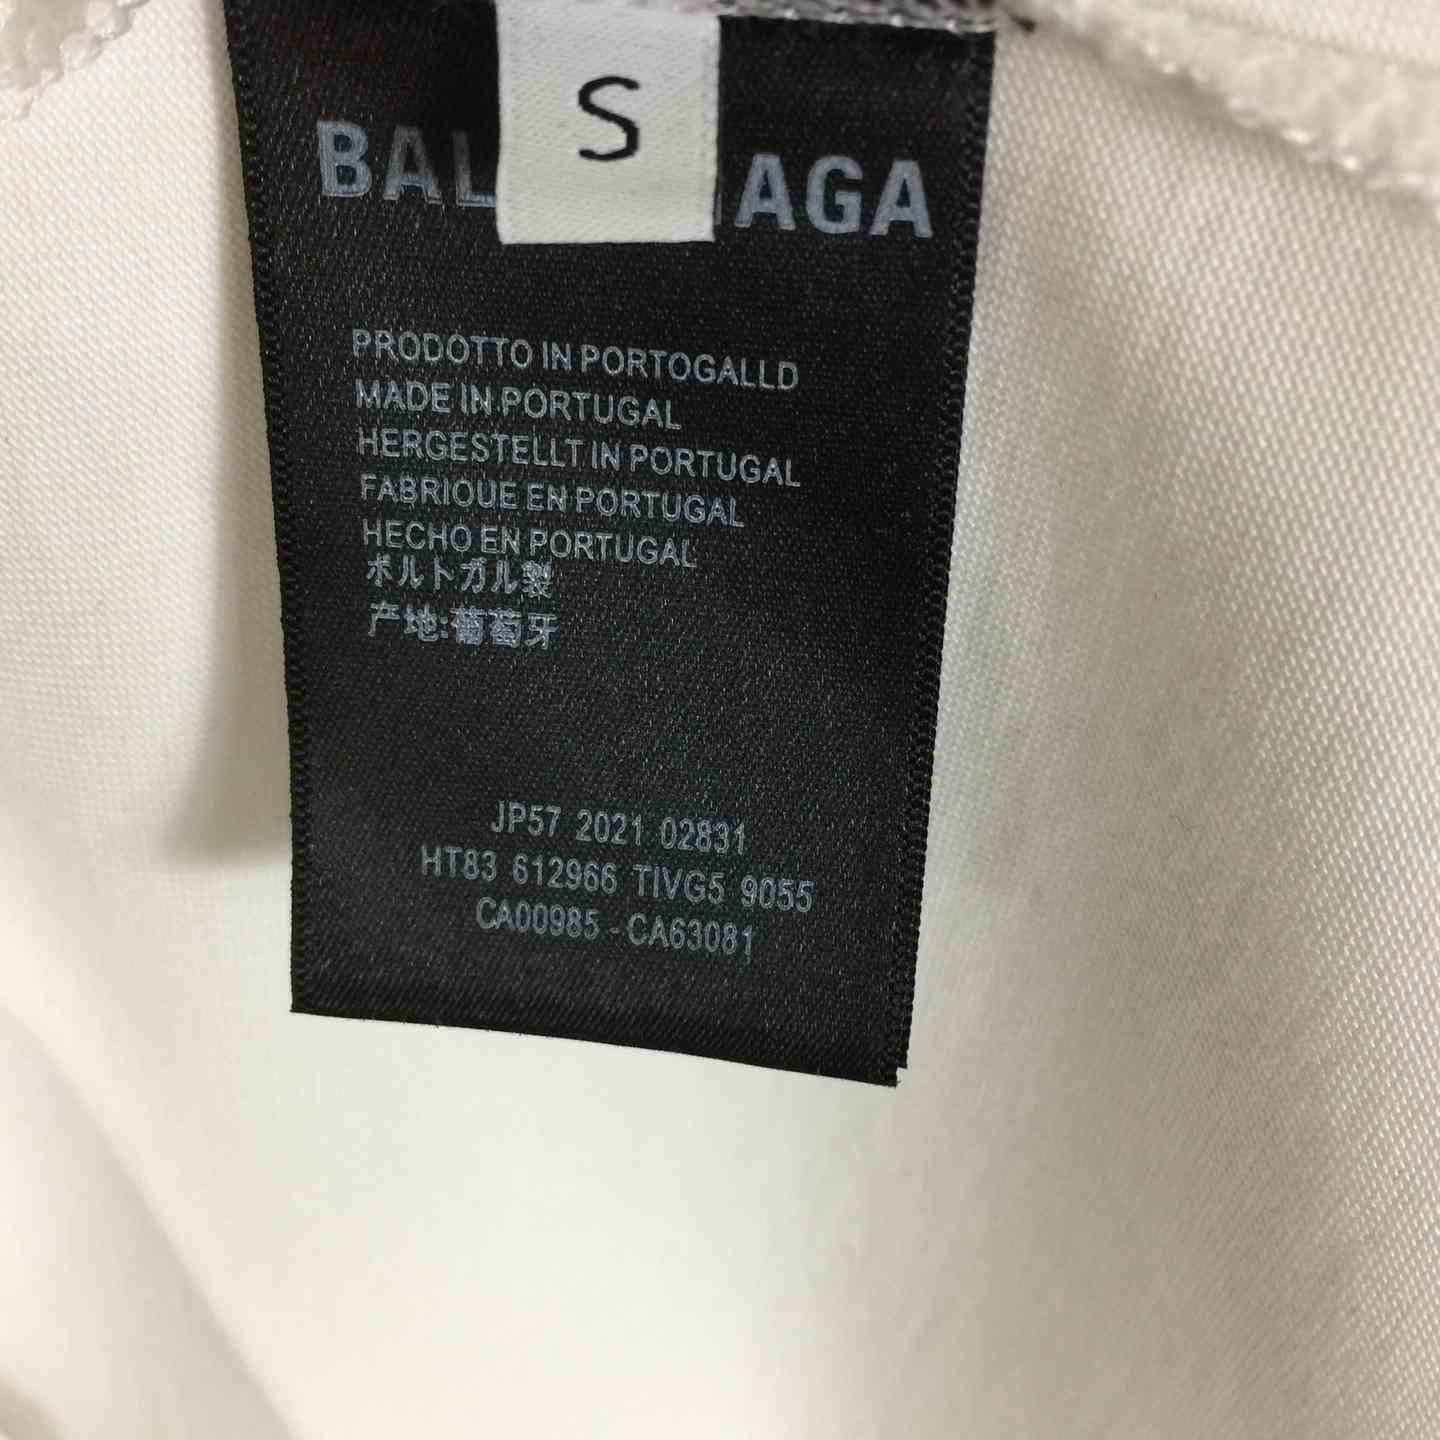 S
BAL AGA
PRODOTTO IN PORTOGALLD
MADE IN PORTUGAL
HERGESTELLT IN PORTUGAL
FABRIOUE EN PORTUGAL
HECHO EN PORTUGAL
ポルトガル製
产地:葡萄牙
JP57 2021 02831
HT83 612966 TIVG5 9055
CA00985 - CA63081